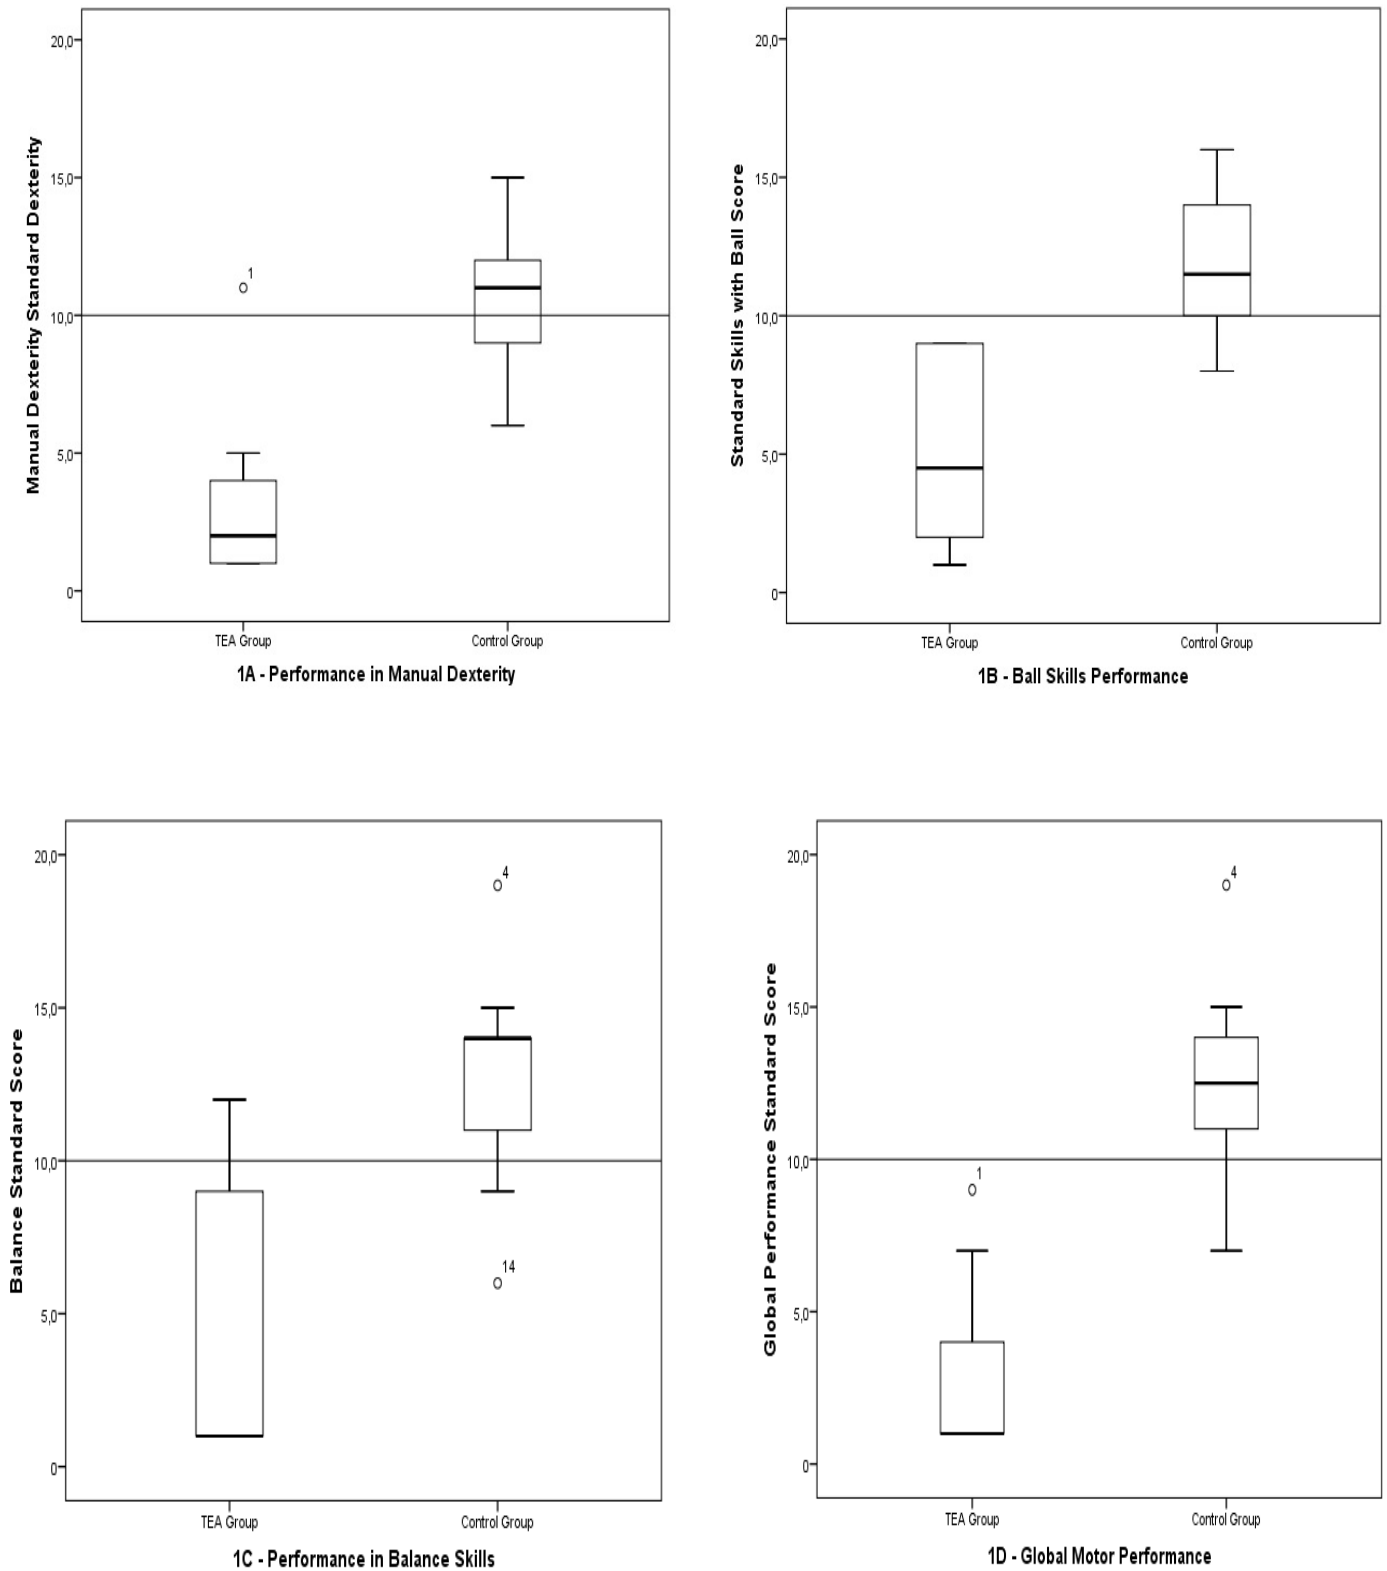 Manual Dexterity Standard Dexterity
20,0
15,0
10,0
5,0
0
1
TEA Group Control Group
1A - Performance in Manual Dexterity
Standard Skills with Ball Score
20,0
15,0
10,0
5,0
0
TEA Group Control Group
1B - Ball Skills Performance
Balance Standard Score
20,0
15,0
10,0
5,0
0
4
14
TEA Group Control Group
1C - Performance in Balance Skills
Global Performance Standard Score
20,0
15,0
10,0
5,0
0
4
1
TEA Group Control Group
1D - Global Motor Performance